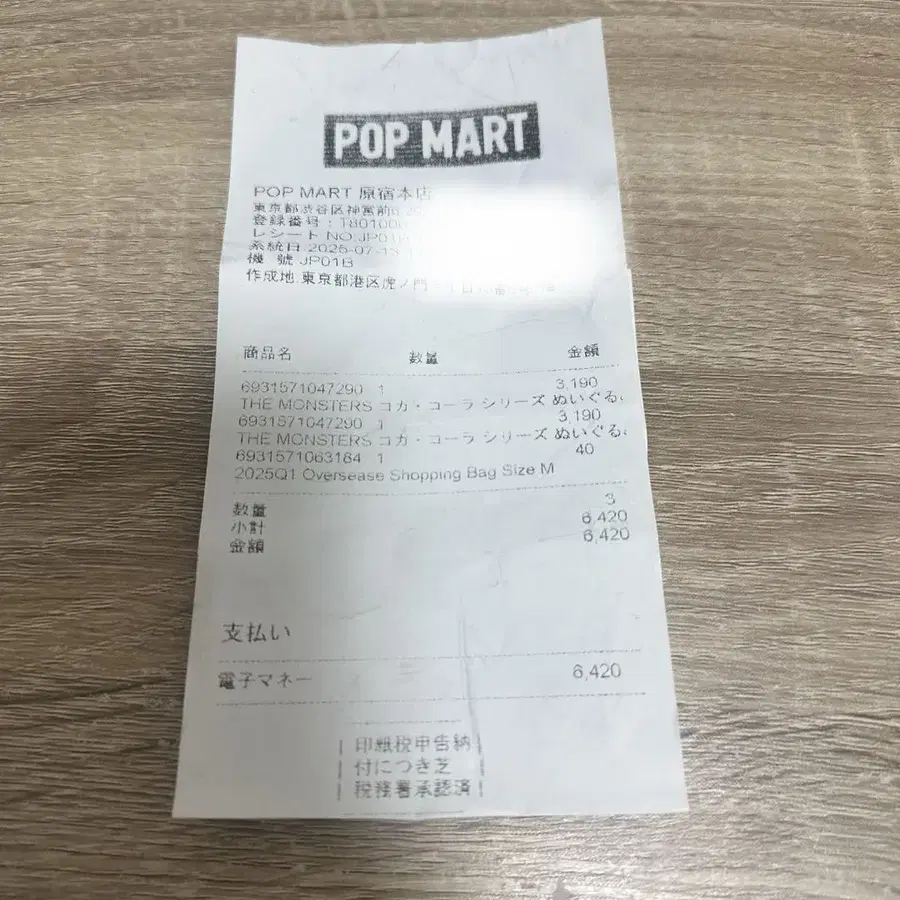 POP MART
POP MART 原宿本店
東京都渋谷区神宮前6
登録番号:T801000
レシート NO.JP01
系統日:2025-07-13
機 號 JP01B
作成地:東京都港区虎ノ門
商品名 数量 金額
6931571047290 1 3,190
THE MONSTERS コカ・コーラ シリーズ ぬいぐる
6931571047290 1 3,190
THE MONSTERS コカ・コーラ シリーズ ぬいぐる
6931571063184 1 40
2025Q1 Oversease Shopping Bag Size M
数量 3
小計 6,420
金額 6,420
支払い
電子マネー 6,420
印紙税申告納
付につき芝
税務署承認済